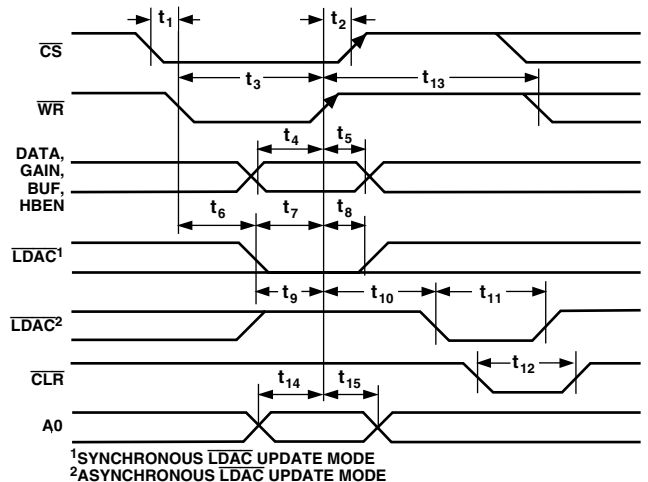 t1 t2
CS
t3 t13
WR
t4 t5
DATA,
GAIN,
BUF,
HBEN
t6 t7 t8
LDAC1
t9 t10 t11
LDAC2
t12
CLR
t14 t15
A0
1SYNCHRONOUS LDAC UPDATE MODE
2ASYNCHRONOUS LDAC UPDATE MODE